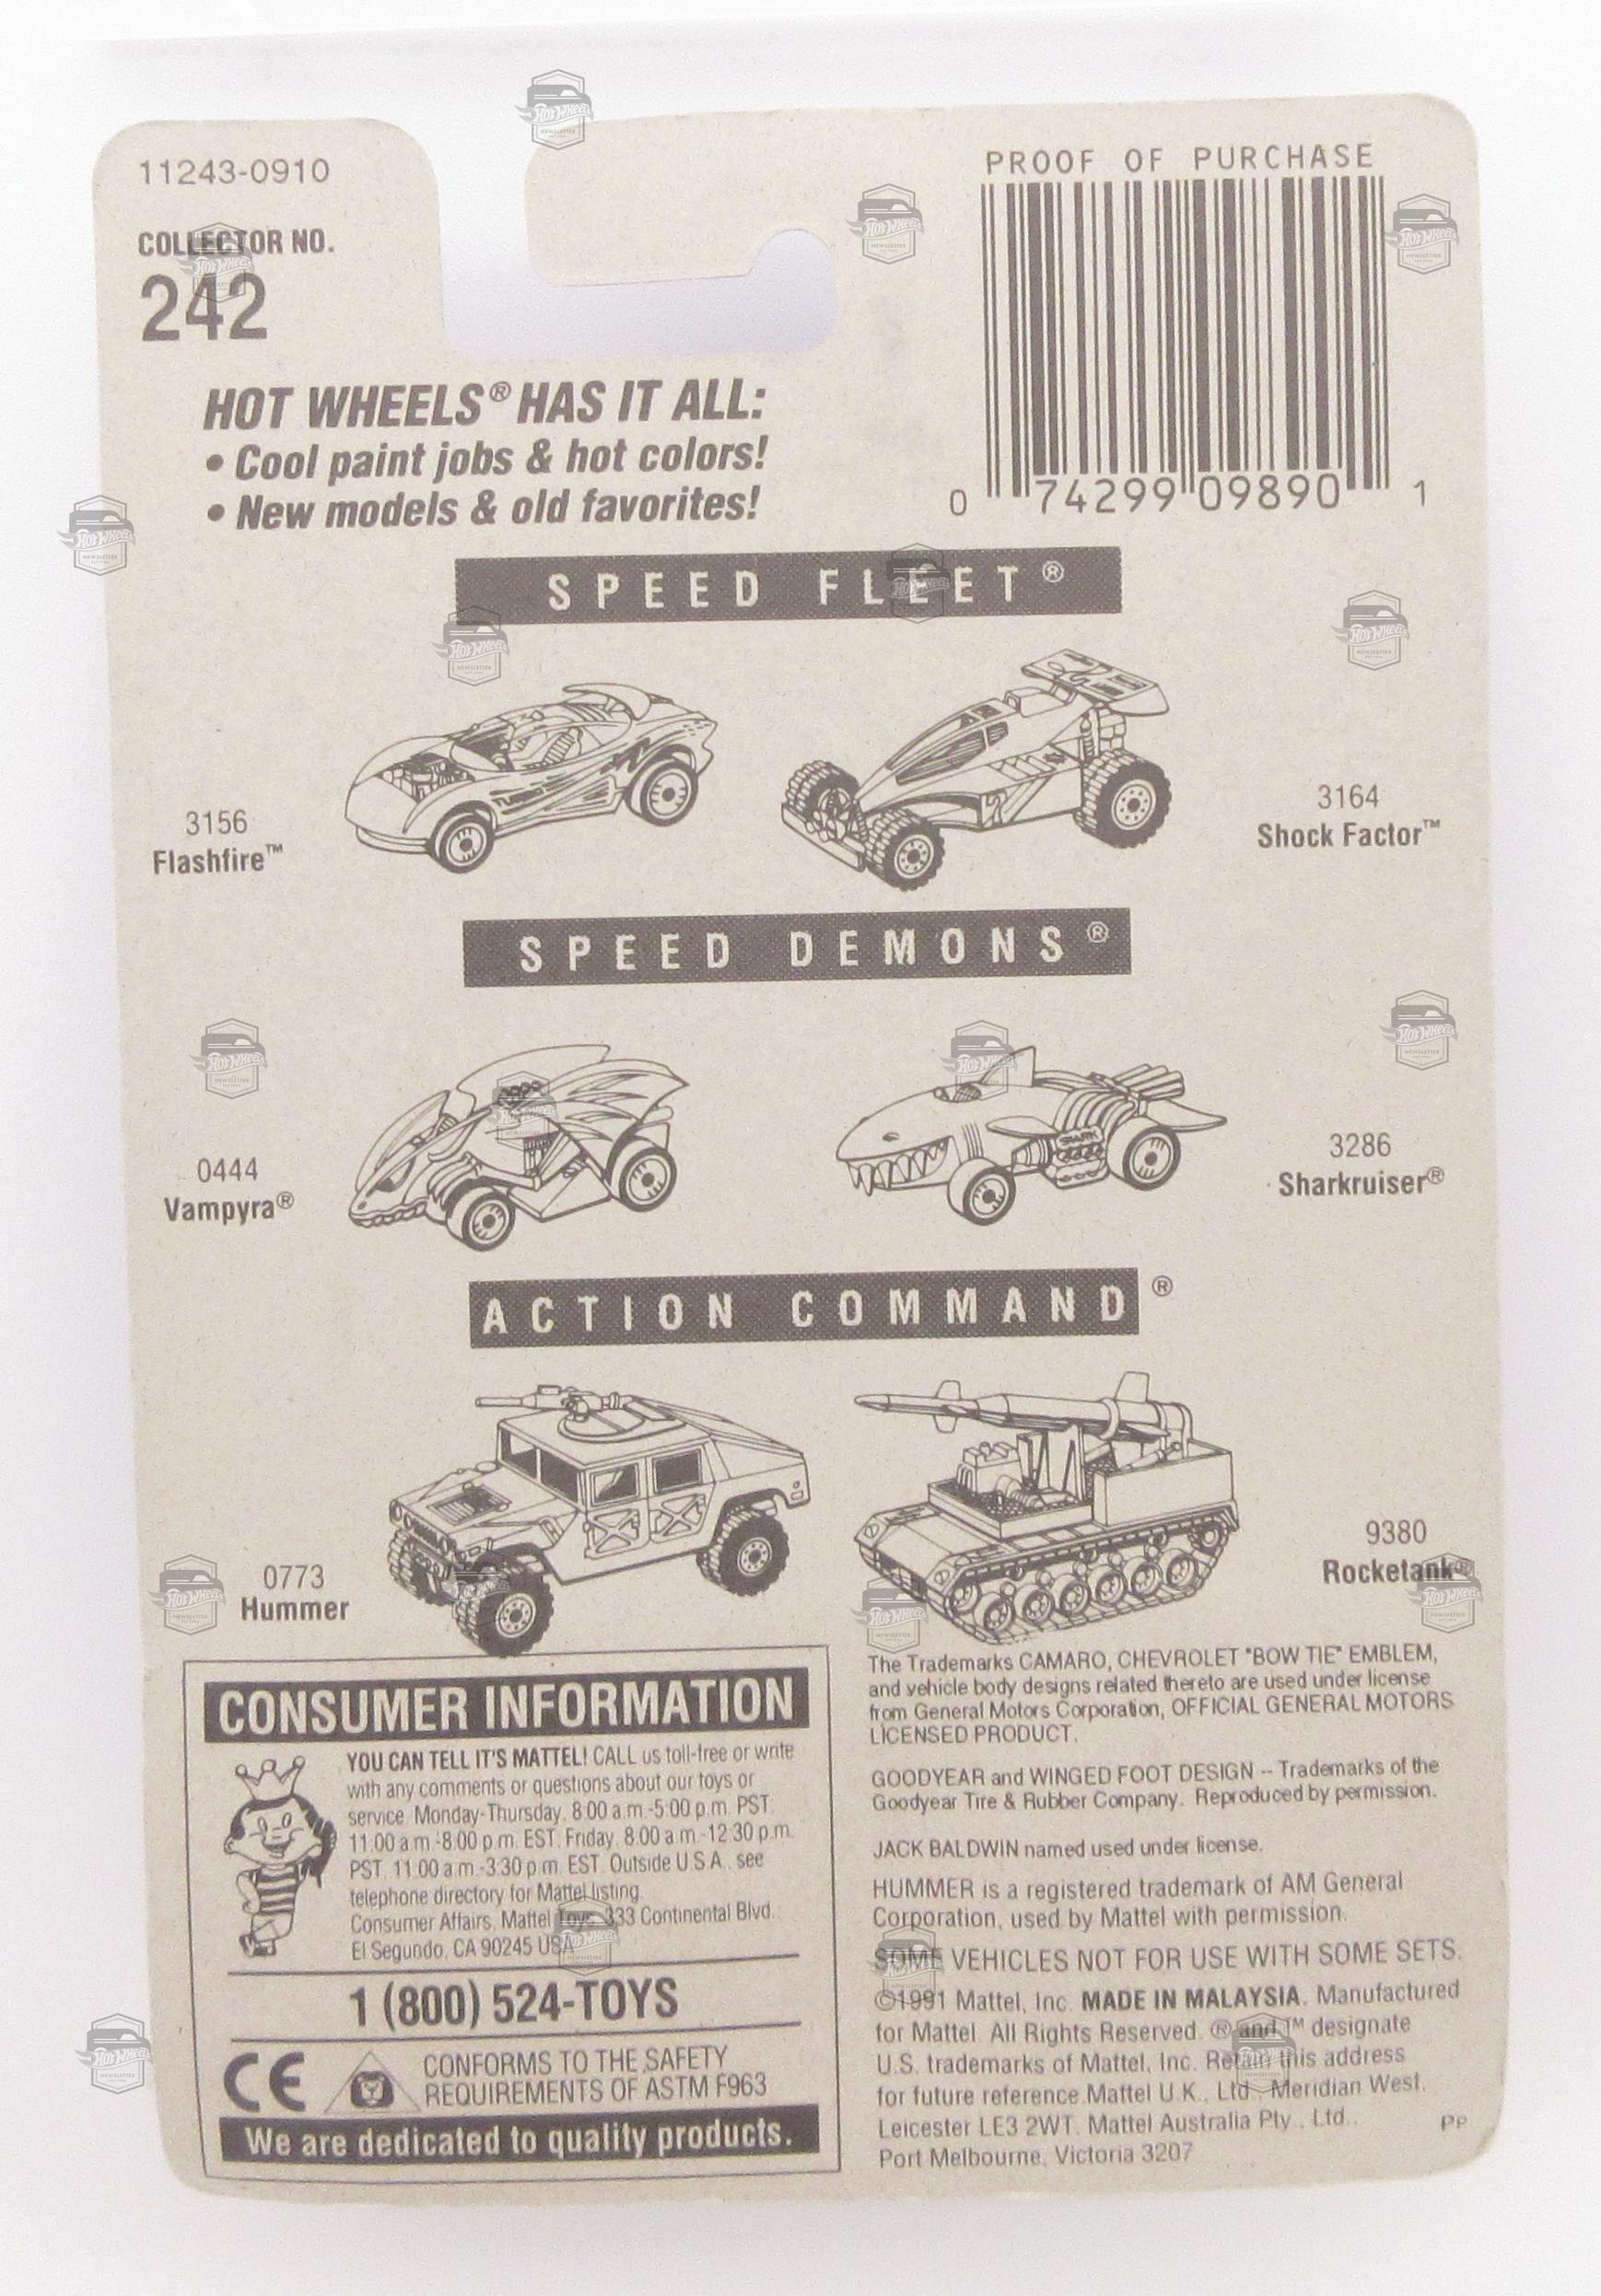 11243-0910
COLLECTOR NO.
242
PROOF OF PURCHASE
0 74299 09890 1
HOT WHEELS® HAS IT ALL:
• Cool paint jobs & hot colors!
• New models & old favorites!
SPEED FLEET®
3156
Flashfire™
3164
Shock Factor™
SPEED DEMONS®
0444
Vampyra®
3286
Sharkruiser®
ACTION COMMAND®
0773
Hummer
9380
Rocketank®
CONSUMER INFORMATION
YOU CAN TELL IT'S MATTEL! CALL us toll-free or write
with any comments or questions about our toys or
service. Monday-Thursday, 8:00 a.m.-5:00 p.m. PST.
11:00 a.m.-8:00 p.m. EST. Friday, 8:00 a.m.-12:30 p.m.
PST. 11:00 a.m.-3:30 p.m. EST. Outside U.S.A., see
telephone directory for Mattel listing.
Consumer Affairs, Mattel Toys, 333 Continental Blvd.,
El Segundo, CA 90245 USA
1 (800) 524-TOYS
CE
CONFORMS TO THE SAFETY
REQUIREMENTS OF ASTM F963
We are dedicated to quality products.
The Trademarks CAMARO, CHEVROLET "BOW TIE" EMBLEM,
and vehicle body designs related thereto are used under license
from General Motors Corporation, OFFICIAL GENERAL MOTORS
LICENSED PRODUCT.
GOODYEAR and WINGED FOOT DESIGN -- Trademarks of the
Goodyear Tire & Rubber Company. Reproduced by permission.
JACK BALDWIN named used under license.
HUMMER is a registered trademark of AM General
Corporation, used by Mattel with permission.
SOME VEHICLES NOT FOR USE WITH SOME SETS.
©1991 Mattel, Inc. MADE IN MALAYSIA. Manufactured
for Mattel. All Rights Reserved. ® and ™ designate
U.S. trademarks of Mattel, Inc. Retain this address
for future reference.Mattel U.K., Ltd., Meridian West,
Leicester LE3 2WT. Mattel Australia Pty., Ltd.,
Port Melbourne, Victoria 3207
PP